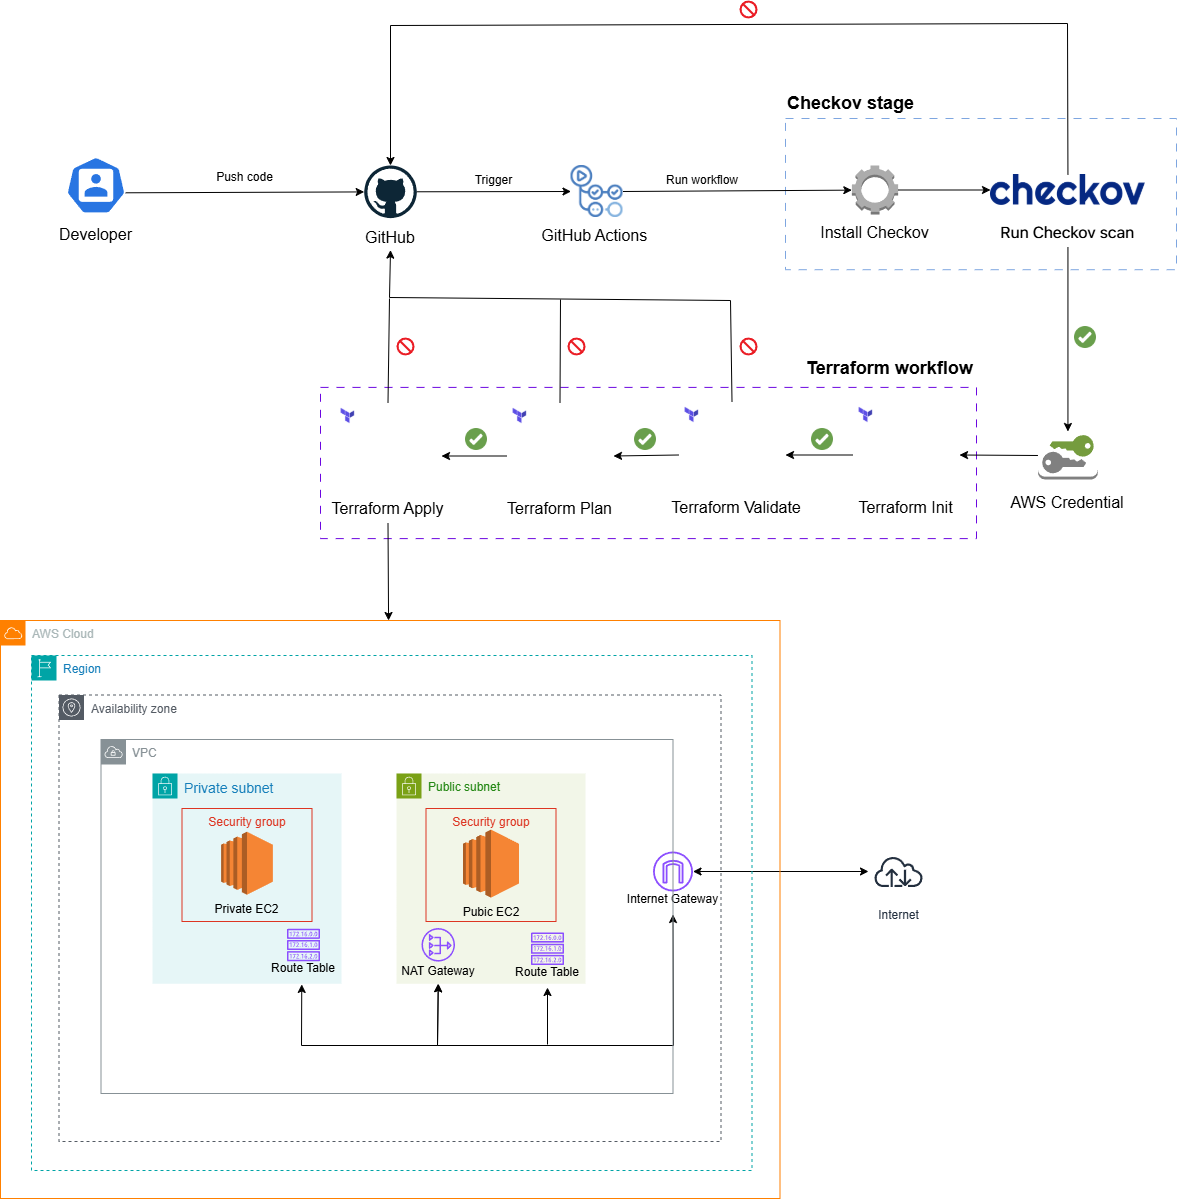 Checkov stage
Push code
Trigger
Run workflow
checkov
Developer
GitHub
GitHub Actions
Install Checkov
Run Checkov scan
Terraform workflow
Terraform Apply
Terraform Plan
Terraform Validate
Terraform Init
AWS Credential
AWS Cloud
Region
Availability zone
VPC
Private subnet
Public subnet
Security group
Security group
Private EC2
Pubic EC2
Internet Gateway
Internet
172.16.0.0
172.16.1.0
172.16.2.0
Route Table
NAT Gateway
172.16.0.0
172.16.1.0
172.16.2.0
Route Table